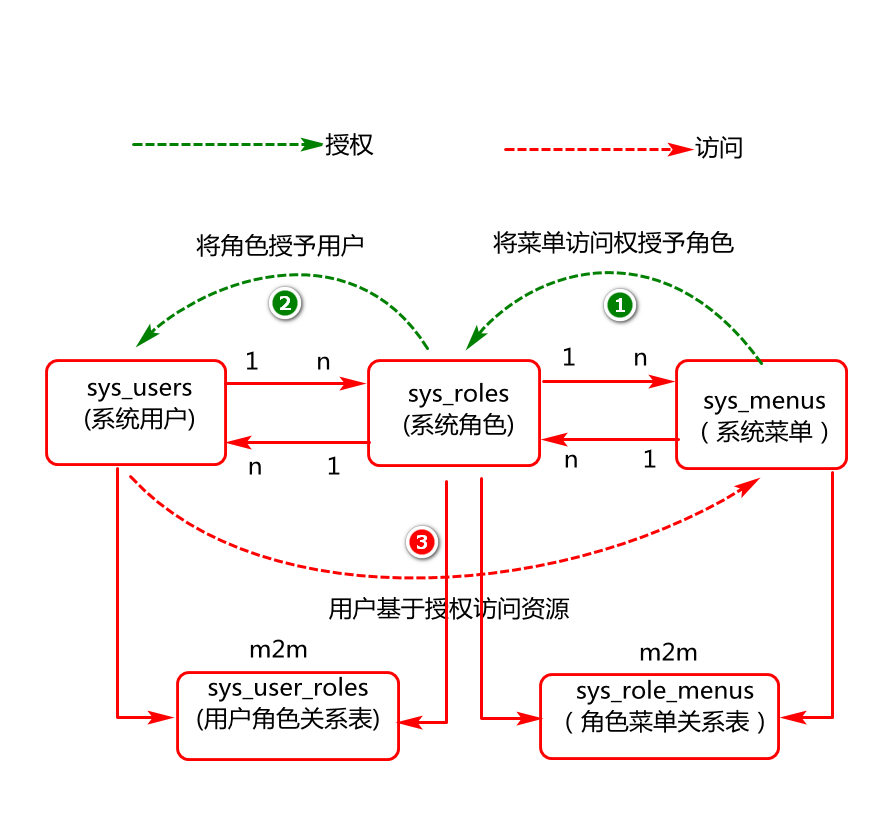 授权
访问
将角色授予用户
将菜单访问权授予角色
2
1
1
n
1
n
sys_users
(系统用户)
sys_roles
(系统角色)
sys_menus
（系统菜单）
n
1
n
1
3
用户基于授权访问资源
m2m
m2m
sys_user_roles
(用户角色关系表)
sys_role_menus
（角色菜单关系表）